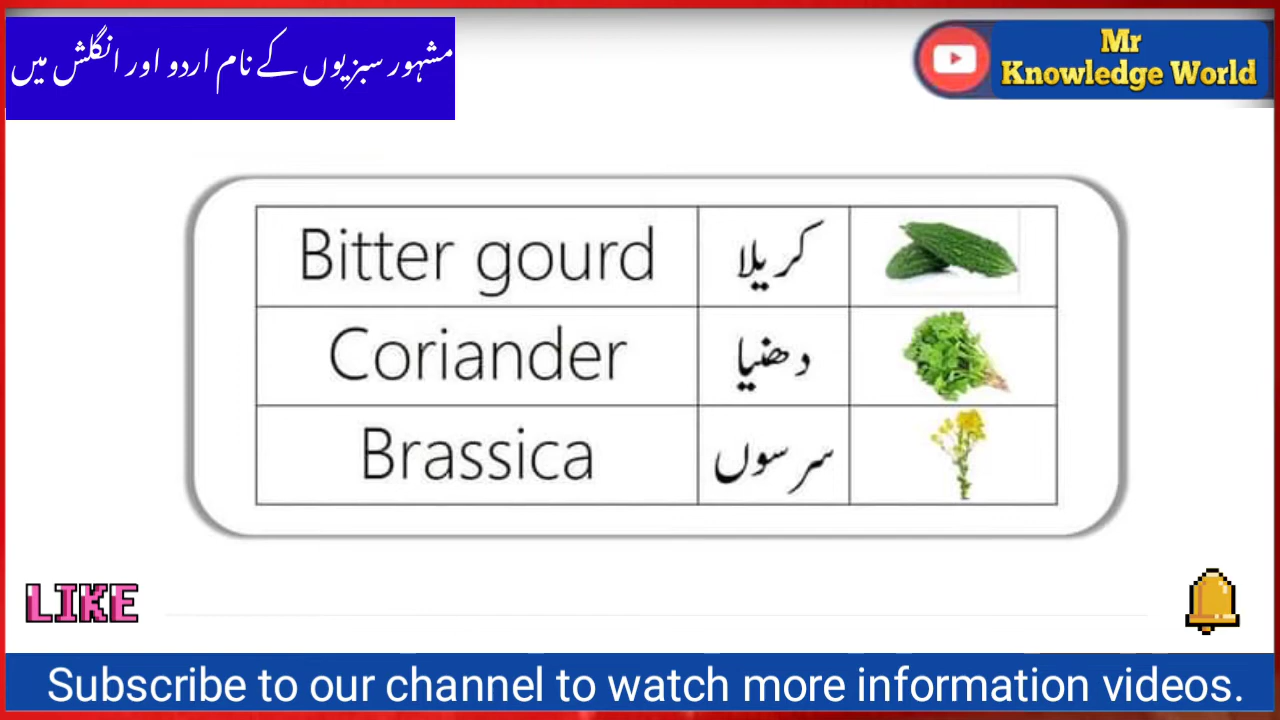 مشہور سبزیوں کے نام اردو اور انگلش میں
Mr
Knowledge World
Bitter gourd کریلا
Coriander دھنیا
Brassica سرسوں
LIKE
Subscribe to our channel to watch more information videos.